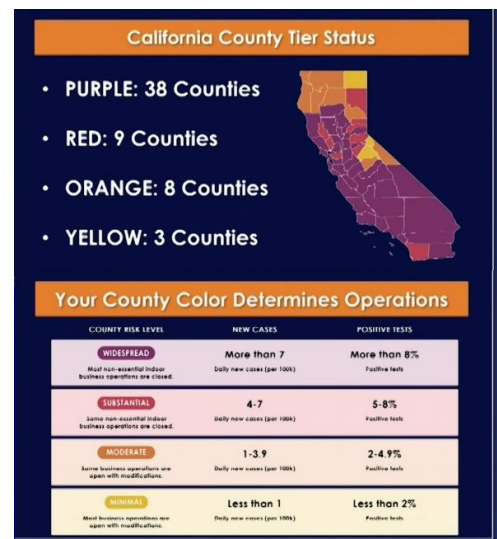 California County Tier Status
• PURPLE: 38 Counties
• RED: 9 Counties
• ORANGE: 8 Counties
• YELLOW: 3 Counties
Your County Color Determines Operations
COUNTY RISK LEVEL NEW CASES POSITIVE TESTS
WIDESPREAD More than 7 More than 8%
Most non-essential indoor Daily new cases (per 100k) Positive tests
business operations are closed.
SUBSTANTIAL 4-7 5-8%
Some non-essential indoor Daily new cases (per 100k) Positive tests
business operations are closed.
MODERATE 1-3.9 2-4.9%
Some business operations are Daily new cases (per 100k) Positive tests
open with modifications.
MINIMAL Less than 1 Less than 2%
Most business operations are Daily new cases (per 100k) Positive tests
open with modifications.